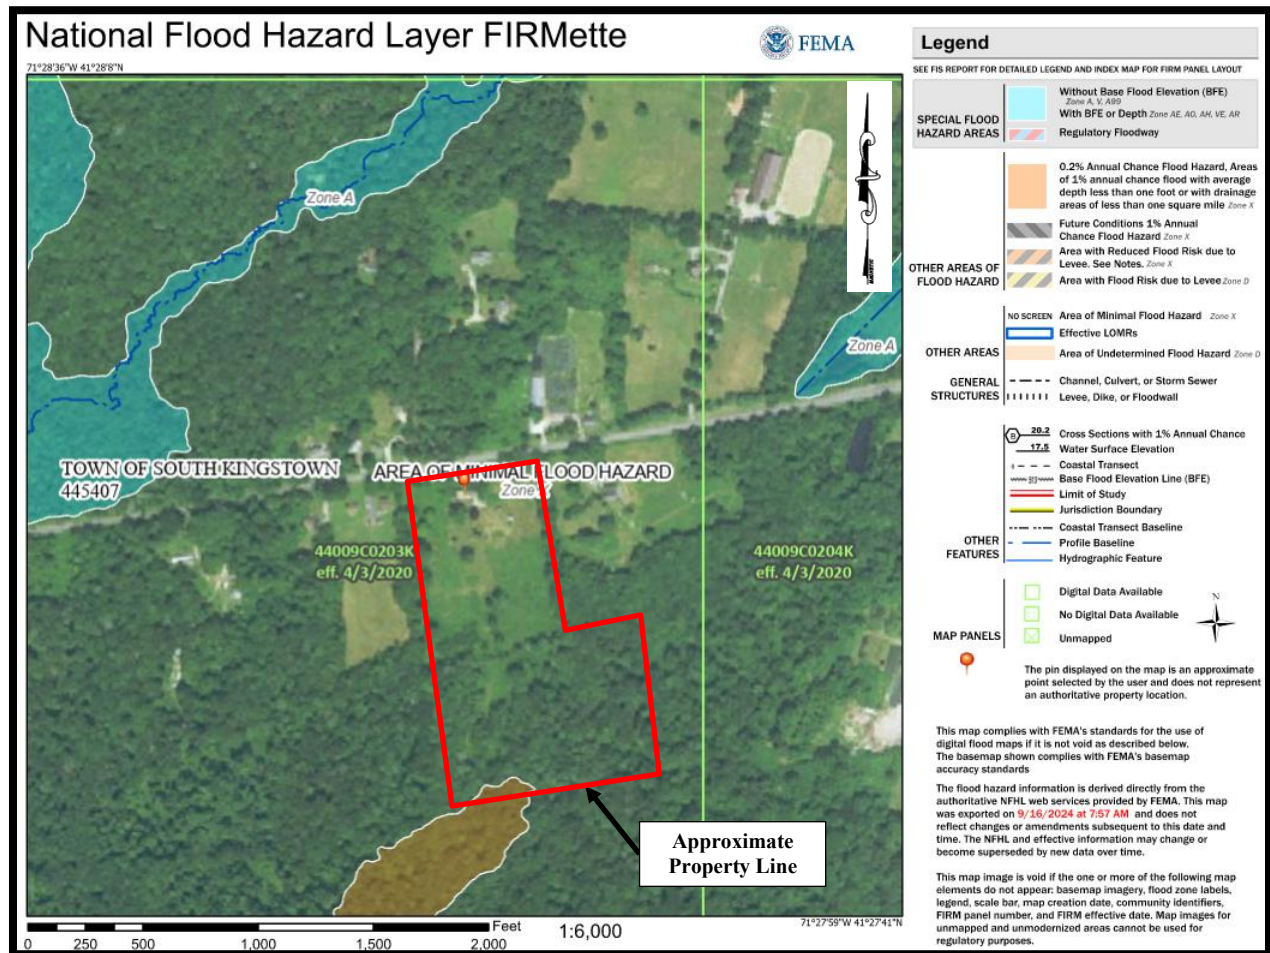 National Flood Hazard Layer FIRMette
FEMA
71°28'36"W 41°28'8"N
Zone A
Zone A
TOWN OF SOUTH KINGSTOWN
445407
AREA OF MINIMAL FLOOD HAZARD
Zone X
44009C0203K
eff. 4/3/2020
44009C0204K
eff. 4/3/2020
Approximate
Property Line
MAGNETIC
0 250 500 1,000 1,500 2,000 Feet
1:6,000
71°27'59"W 41°27'41"N
Legend
SEE FIS REPORT FOR DETAILED LEGEND AND INDEX MAP FOR FIRM PANEL LAYOUT
SPECIAL FLOOD
HAZARD AREAS
Without Base Flood Elevation (BFE)
Zone A, V, A99
With BFE or Depth Zone AE, AO, AH, VE, AR
Regulatory Floodway
OTHER AREAS OF
FLOOD HAZARD
0.2% Annual Chance Flood Hazard, Areas
of 1% annual chance flood with average
depth less than one foot or with drainage
areas of less than one square mile Zone X
Future Conditions 1% Annual
Chance Flood Hazard Zone X
Area with Reduced Flood Risk due to
Levee. See Notes. Zone X
Area with Flood Risk due to Levee Zone D
OTHER AREAS
NO SCREEN Area of Minimal Flood Hazard Zone X
Effective LOMRs
Area of Undetermined Flood Hazard Zone D
GENERAL
STRUCTURES
Channel, Culvert, or Storm Sewer
Levee, Dike, or Floodwall
OTHER
FEATURES
B 20.2 Cross Sections with 1% Annual Chance
17.5 Water Surface Elevation
8 Coastal Transect
513 Base Flood Elevation Line (BFE)
Limit of Study
Jurisdiction Boundary
Coastal Transect Baseline
Profile Baseline
Hydrographic Feature
MAP PANELS
Digital Data Available
No Digital Data Available
Unmapped
N
The pin displayed on the map is an approximate
point selected by the user and does not represent
an authoritative property location.
This map complies with FEMA's standards for the use of
digital flood maps if it is not void as described below.
The basemap shown complies with FEMA's basemap
accuracy standards
The flood hazard information is derived directly from the
authoritative NFHL web services provided by FEMA. This map
was exported on 9/16/2024 at 7:57 AM and does not
reflect changes or amendments subsequent to this date and
time. The NFHL and effective information may change or
become superseded by new data over time.
This map image is void if the one or more of the following map
elements do not appear: basemap imagery, flood zone labels,
legend, scale bar, map creation date, community identifiers,
FIRM panel number, and FIRM effective date. Map images for
unmapped and unmodernized areas cannot be used for
regulatory purposes.